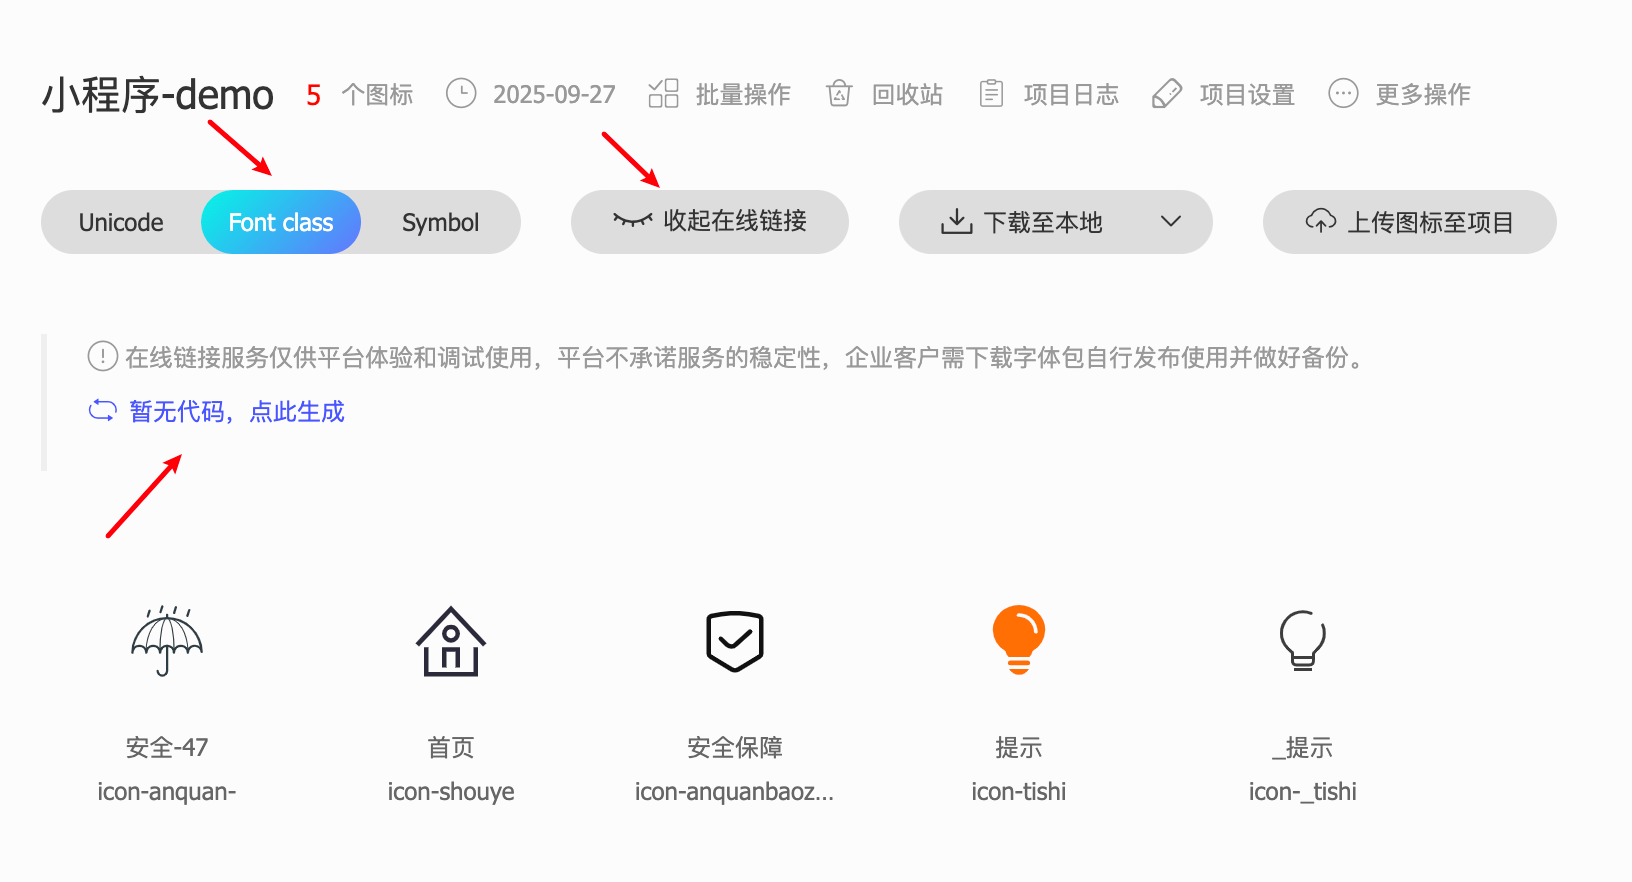 小程序-demo 5 个图标 2025-09-27 批量操作 回收站 项目日志 项目设置 更多操作
Unicode Font class Symbol 收起在线链接 下载至本地 上传图标至项目
在线链接服务仅供平台体验和调试使用，平台不承诺服务的稳定性，企业客户需下载字体包自行发布使用并做好备份。
暂无代码，点此生成
安全-47 首页 安全保障 提示 _提示
icon-anquan- icon-shouye icon-anquanbaoz... icon-tishi icon-_tishi